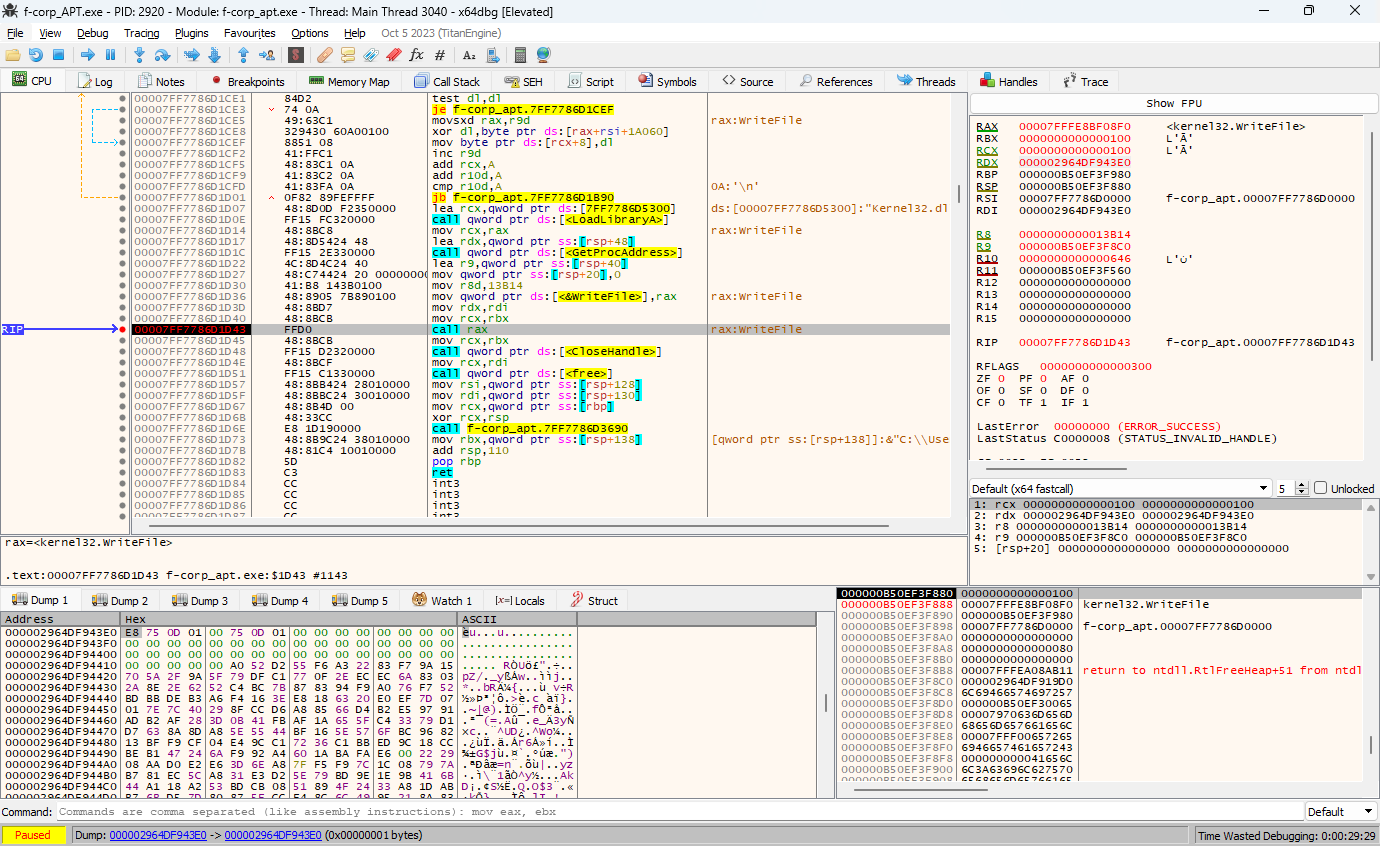 f-corp_APT.exe - PID: 2920 - Module: f-corp_apt.exe - Thread: Main Thread 3040 - x64dbg [Elevated]
File View Debug Tracing Plugins Favourites Options Help Oct 5 2023 (TitanEngine)
CPU Log Notes Breakpoints Memory Map Call Stack SEH Script Symbols Source References Threads Handles Trace
00007FF7786D1CE1 84D2 test dl,dl
00007FF7786D1CE3 74 0A je f-corp_apt.7FF7786D1CEF
00007FF7786D1CE5 49:63C1 movsxd rax,r9d rax:WriteFile
00007FF7786D1CE8 329430 60A00100 xor dl,byte ptr ds:[rax+rsi+1A060]
00007FF7786D1CEF 8851 08 mov byte ptr ds:[rcx+8],dl
00007FF7786D1CF2 41:FFC1 inc r9d
00007FF7786D1CF5 48:83C1 0A add rcx,A
00007FF7786D1CF9 41:83C2 0A add r10d,A
00007FF7786D1CFD 41:83FA 0A cmp r10d,A 0A:'\n'
00007FF7786D1D01 0F82 89FEFFFF jb f-corp_apt.7FF7786D1B90
00007FF7786D1D07 48:8D0D F2350000 lea rcx,qword ptr ds:[7FF7786D5300] ds:[00007FF7786D5300]:"Kernel32.dl
00007FF7786D1D0E FF15 FC320000 call qword ptr ds:[<LoadLibraryA>]
00007FF7786D1D14 48:8BC8 mov rcx,rax rax:WriteFile
00007FF7786D1D17 48:8D5424 48 lea rdx,qword ptr ss:[rsp+48]
00007FF7786D1D1C FF15 2E330000 call qword ptr ds:[<GetProcAddress>]
00007FF7786D1D22 4C:8D4C24 40 lea r9,qword ptr ss:[rsp+40]
00007FF7786D1D27 48:C74424 20 00000000 mov qword ptr ss:[rsp+20],0
00007FF7786D1D30 41:B8 143B0100 mov r8d,13B14
00007FF7786D1D36 48:8905 7B890100 mov qword ptr ds:[<&WriteFile>],rax rax:WriteFile
00007FF7786D1D3D 48:8BD7 mov rdx,rdi
00007FF7786D1D40 48:8BCB mov rcx,rbx
RIP 00007FF7786D1D43 FFD0 call rax rax:WriteFile
00007FF7786D1D45 48:8BCB mov rcx,rbx
00007FF7786D1D48 FF15 D2320000 call qword ptr ds:[<CloseHandle>]
00007FF7786D1D4E 48:8BCF mov rcx,rdi
00007FF7786D1D51 FF15 C1330000 call qword ptr ds:[<free>]
00007FF7786D1D57 48:8BB424 28010000 mov rsi,qword ptr ss:[rsp+128]
00007FF7786D1D5F 48:8BBC24 30010000 mov rdi,qword ptr ss:[rsp+130]
00007FF7786D1D67 48:8B4D 00 mov rcx,qword ptr ss:[rbp]
00007FF7786D1D6B 48:33CC xor rcx,rsp
00007FF7786D1D6E E8 1D190000 call f-corp_apt.7FF7786D3690
00007FF7786D1D73 48:8B9C24 38010000 mov rbx,qword ptr ss:[rsp+138] [qword ptr ss:[rsp+138]]:&"C:\\Use
00007FF7786D1D7B 48:81C4 10010000 add rsp,110
00007FF7786D1D82 5D pop rbp
00007FF7786D1D83 C3 ret
00007FF7786D1D84 CC int3
00007FF7786D1D85 CC int3
00007FF7786D1D86 CC int3
00007FF7786D1D87 CC int3
Show FPU
RAX 00007FFFE8BF08F0 <kernel32.WriteFile>
RBX 0000000000000100 L'Ā'
RCX 0000000000000100 L'Ā'
RDX 000002964DF943E0
RBP 000000B50EF3F980
RSP 000000B50EF3F880
RSI 00007FF7786D0000 f-corp_apt.00007FF7786D0000
RDI 000002964DF943E0
R8 0000000000013B14
R9 000000B50EF3F8C0
R10 0000000000000646
R11 000000B50EF3F560
R12 0000000000000000
R13 0000000000000000
R14 0000000000000000
R15 0000000000000000
RIP 00007FF7786D1D43 f-corp_apt.00007FF7786D1D43
RFLAGS 0000000000000300
ZF 0 PF 0 AF 0
OF 0 SF 0 DF 0
CF 0 TF 1 IF 1
LastError 00000000 (ERROR_SUCCESS)
LastStatus C0000008 (STATUS_INVALID_HANDLE)
Default (x64 fastcall) 5 Unlocked
1: rcx 0000000000000100 0000000000000100
2: rdx 000002964DF943E0 000002964DF943E0
3: r8 0000000000013B14 0000000000013B14
4: r9 000000B50EF3F8C0 000000B50EF3F8C0
5: [rsp+20] 0000000000000000 0000000000000000
rax=<kernel32.WriteFile>
.text:00007FF7786D1D43 f-corp_apt.exe:$1D43 #1143
Dump 1 Dump 2 Dump 3 Dump 4 Dump 5 Watch 1 Locals Struct
Address Hex ASCII
000002964DF943E0 E8 75 0D 01 00 75 0D 01 00 00 00 00 00 00 00 00 èu...u..........
000002964DF943F0 00 00 00 00 00 00 00 00 00 00 00 00 00 00 00 00 ................
000002964DF94400 00 00 00 00 00 00 00 00 00 00 00 00 00 00 00 00 ................
000002964DF94410 00 00 00 00 00 A0 52 D2 55 F6 A3 22 83 F7 9A 15
000002964DF94420 70 5A 2F 9A 5F 79 DF C1 77 0F 2E EC EC 6A 83 03
000002964DF94430 2A 8E 2E 62 52 C4 BC 7B 87 83 94 F9 A0 76 F7 52
000002964DF94440 BD BB DE B3 A6 F4 16 3E E8 18 63 20 E0 EF 7D 07
000002964DF94450 01 7E 7C 40 29 8F CC D6 A8 85 66 D4 B2 E5 97 91
000002964DF94460 AD B2 AF 28 3D 0B 41 FB AF 1A 65 5F C4 33 79 D1
000002964DF94470 D7 63 8A 8D A8 5E 55 44 BF 16 5E 57 6F BC 96 82
000002964DF94480 13 BF F9 CF 04 E4 9C C1 72 36 C1 BB ED 9C 18 CC
000002964DF94490 BE B1 47 24 6A F9 92 A4 60 1A BA FA E6 00 22 29
000002964DF944A0 08 AA D0 E2 E6 3D 6E A8 7F F5 F9 7C 1C 08 79 7A
000002964DF944B0 B7 81 EC 5C A8 31 E3 D2 5E 79 BD 9E 1E 9B 41 6B
000002964DF944C0 44 A1 18 A2 53 BD CB 08 51 89 4F 24 33 A8 1D AB
000000B50EF3F880 0000000000000100
000000B50EF3F888 00007FFFE8BF08F0 kernel32.WriteFile
000000B50EF3F890 000000B50EF3F980
000000B50EF3F898 00007FF7786D0000 f-corp_apt.00007FF7786D0000
000000B50EF3F8A0 0000000000000000
000000B50EF3F8A8 0000000000000080
000000B50EF3F8B0 0000000000000000
000000B50EF3F8B8 00007FFFEA08AB11 return to ntdll.RtlFreeHeap+51 from ntdl
000000B50EF3F8C0 000002964DF919D0
000000B50EF3F8C8 6C69466574697257
000000B50EF3F8D0 000000B50EF30065
000000B50EF3F8D8 00007970636D656D
000000B50EF3F8E0 68656D657661656C
000000B50EF3F8E8 00007FFF00657265
000000B50EF3F8F0 6946657461657243
000000B50EF3F8F8 000000000041656C
000000B50EF3F900 6C3A63696C627570
Command: Commands are comma separated (like assembly instructions): mov eax, ebx Default
Paused Dump: 000002964DF943E0 -> 000002964DF943E0 (0x00000001 bytes) Time Wasted Debugging: 0:00:29:29